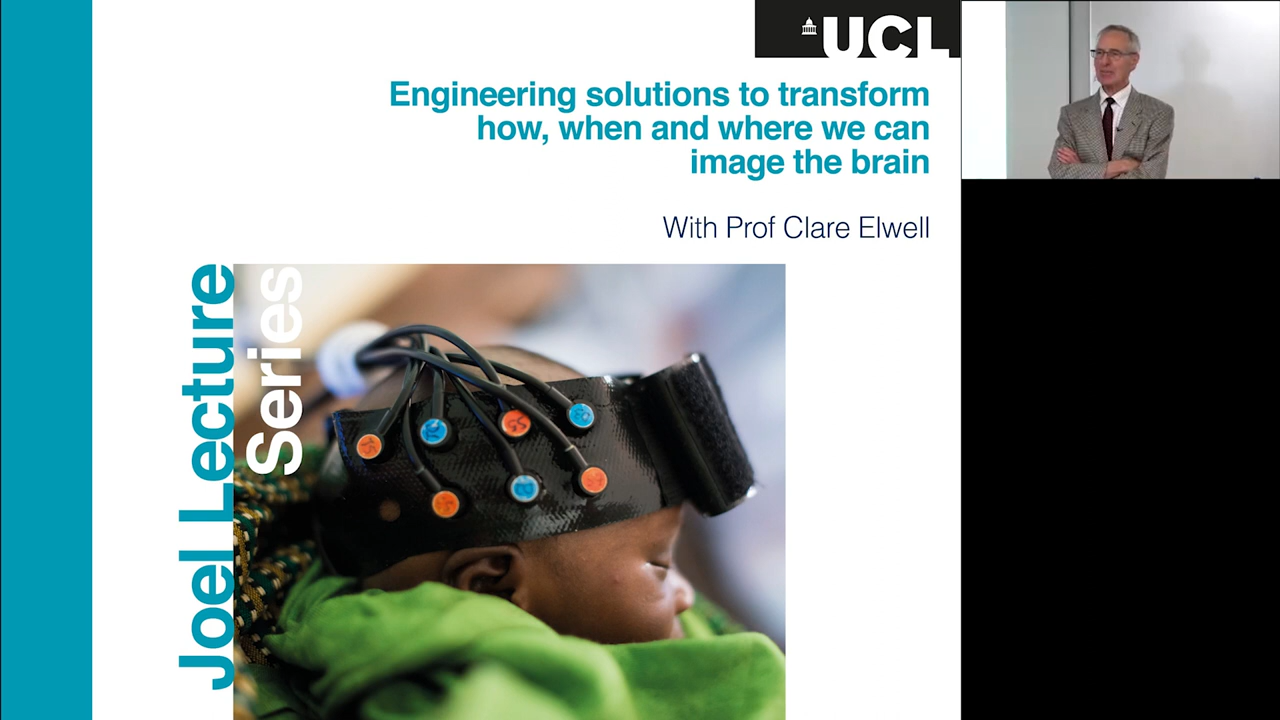 UCL
Engineering solutions to transform
how, when and where we can
image the brain
With Prof Clare Elwell
Joel Lecture
Series